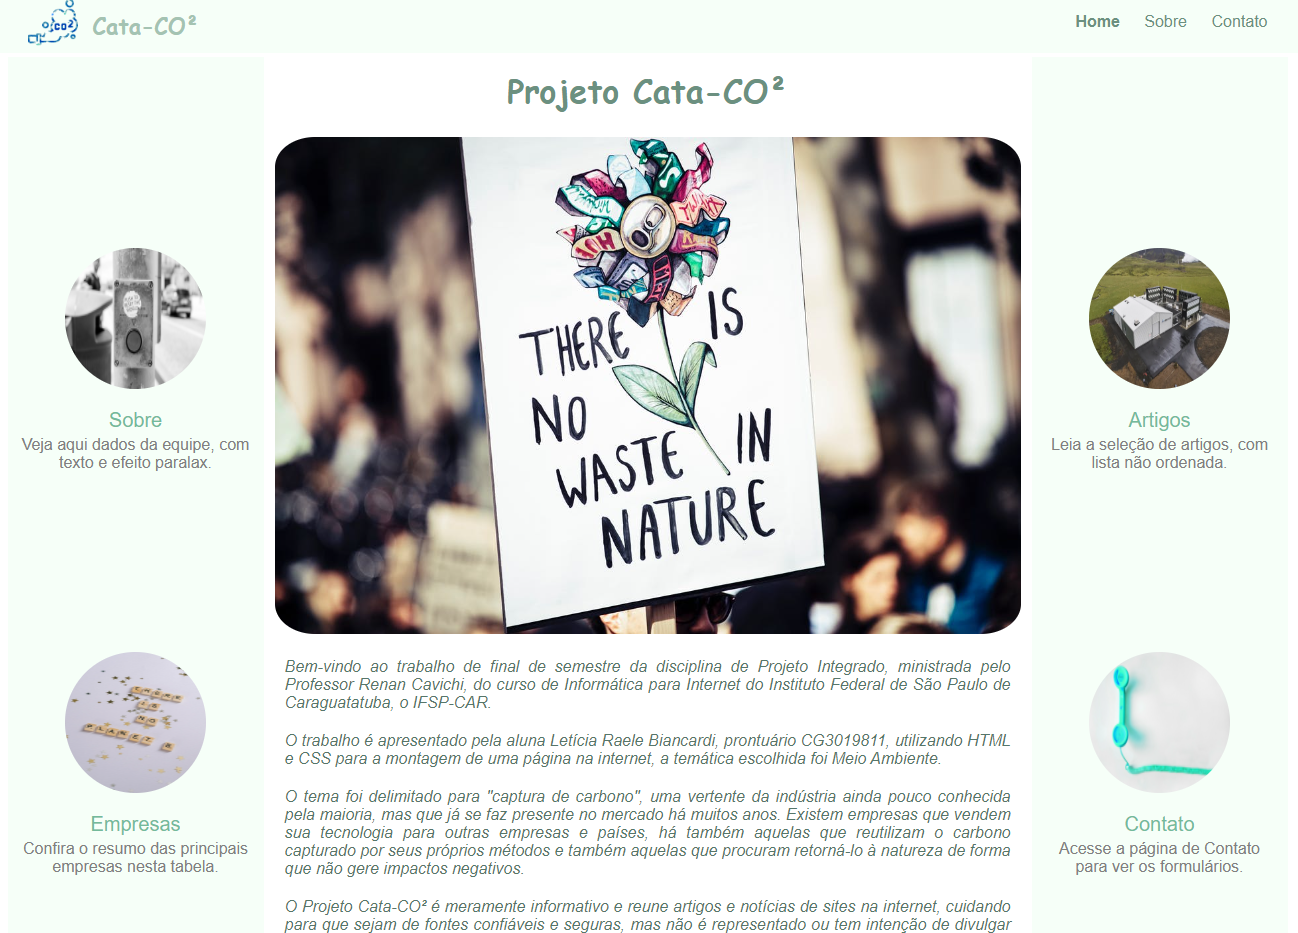 co²
Cata-CO²
Home
Sobre
Contato
Projeto Cata-CO²
THERE IS
NO
WASTE IN
NATURE
Sobre
Veja aqui dados da equipe, com
texto e efeito paralax.
Artigos
Leia a seleção de artigos, com
lista não ordenada.
THERE
IS
NO
PLANET B
Empresas
Confira o resumo das principais
empresas nesta tabela.
Contato
Acesse a página de Contato
para ver os formulários.
Bem-vindo ao trabalho de final de semestre da disciplina de Projeto Integrado, ministrada pelo
Professor Renan Cavichi, do curso de Informática para Internet do Instituto Federal de São Paulo de
Caraguatatuba, o IFSP-CAR.
O trabalho é apresentado pela aluna Letícia Raele Biancardi, prontuário CG3019811, utilizando HTML
e CSS para a montagem de uma página na internet, a temática escolhida foi Meio Ambiente.
O tema foi delimitado para "captura de carbono", uma vertente da indústria ainda pouco conhecida
pela maioria, mas que já se faz presente no mercado há muitos anos. Existem empresas que vendem
sua tecnologia para outras empresas e países, há também aquelas que reutilizam o carbono
capturado por seus próprios métodos e também aquelas que procuram retorná-lo à natureza de forma
que não gere impactos negativos.
O Projeto Cata-CO² é meramente informativo e reune artigos e notícias de sites na internet, cuidando
para que sejam de fontes confiáveis e seguras, mas não é representado ou tem intenção de divulgar